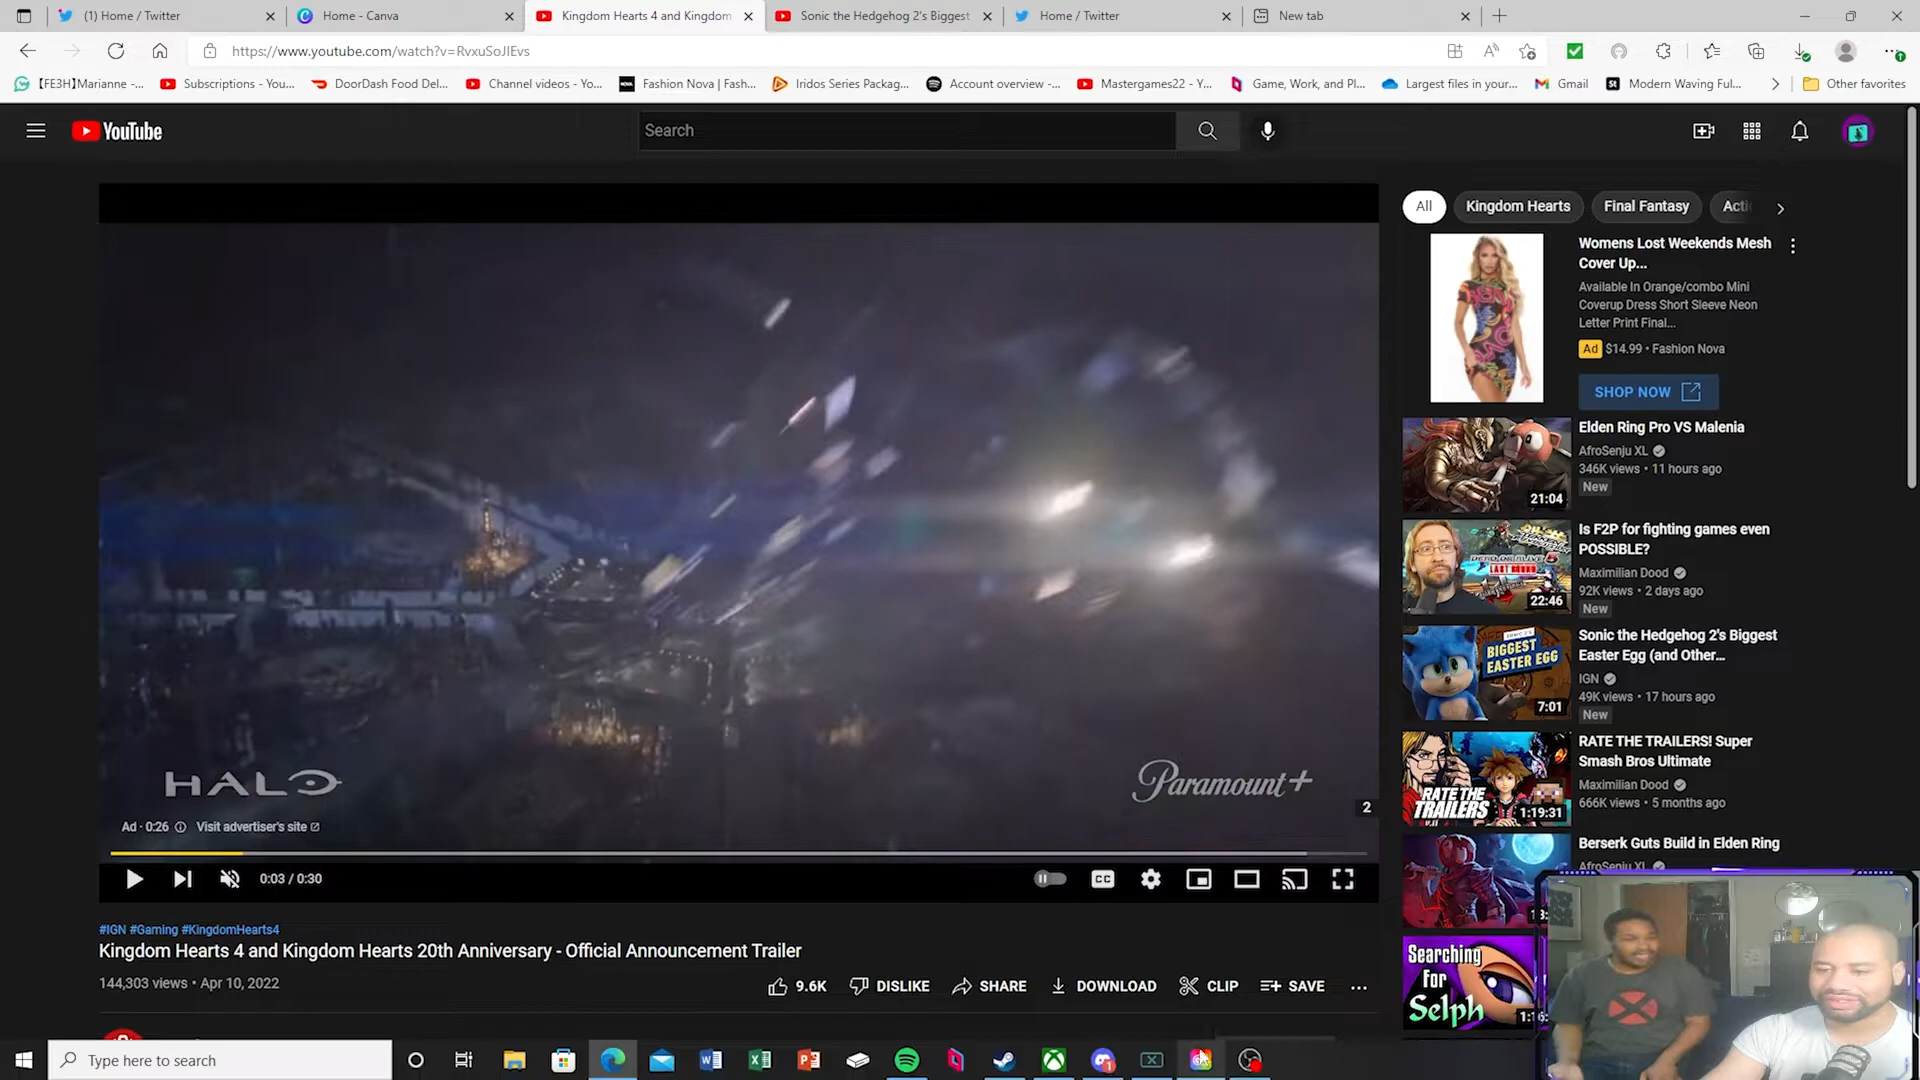 (1) Home / Twitter
Home - Canva
Kingdom Hearts 4 and Kingdom
Sonic the Hedgehog 2's Biggest
Home / Twitter
New tab
https://www.youtube.com/watch?v=RvxuSoJIEvs
【FE3H】Marianne -...
Subscriptions - You...
DoorDash Food Del...
Channel videos - Yo...
Fashion Nova | Fash...
Iridos Series Packag...
Account overview -...
Mastergames22 - Y...
Game, Work, and Pl...
Largest files in your...
Gmail
Modern Waving Ful...
Other favorites
YouTube
Search
All
Kingdom Hearts
Final Fantasy
Acti
Womens Lost Weekends Mesh
Cover Up...
Available In Orange/combo Mini
Coverup Dress Short Sleeve Neon
Letter Print Final...
Ad $14.99 • Fashion Nova
SHOP NOW
21:04
Elden Ring Pro VS Malenia
AfroSenju XL
346K views • 11 hours ago
New
22:46
Is F2P for fighting games even
POSSIBLE?
Maximilian Dood
92K views • 2 days ago
New
BIGGEST
EASTER EGG
7:01
Sonic the Hedgehog 2's Biggest
Easter Egg (and Other...
IGN
49K views • 17 hours ago
New
RATE THE
TRAILERS
1:19:31
RATE THE TRAILERS! Super
Smash Bros Ultimate
Maximilian Dood
666K views • 5 months ago
Berserk Guts Build in Elden Ring
AfroSenju XL
Searching
For
Selph
HALO
Paramount+
2
Ad · 0:26
Visit advertiser's site
0:03 / 0:30
CC
#IGN #Gaming #KingdomHearts4
Kingdom Hearts 4 and Kingdom Hearts 20th Anniversary - Official Announcement Trailer
144,303 views • Apr 10, 2022
9.6K
DISLIKE
SHARE
DOWNLOAD
CLIP
SAVE
Type here to search